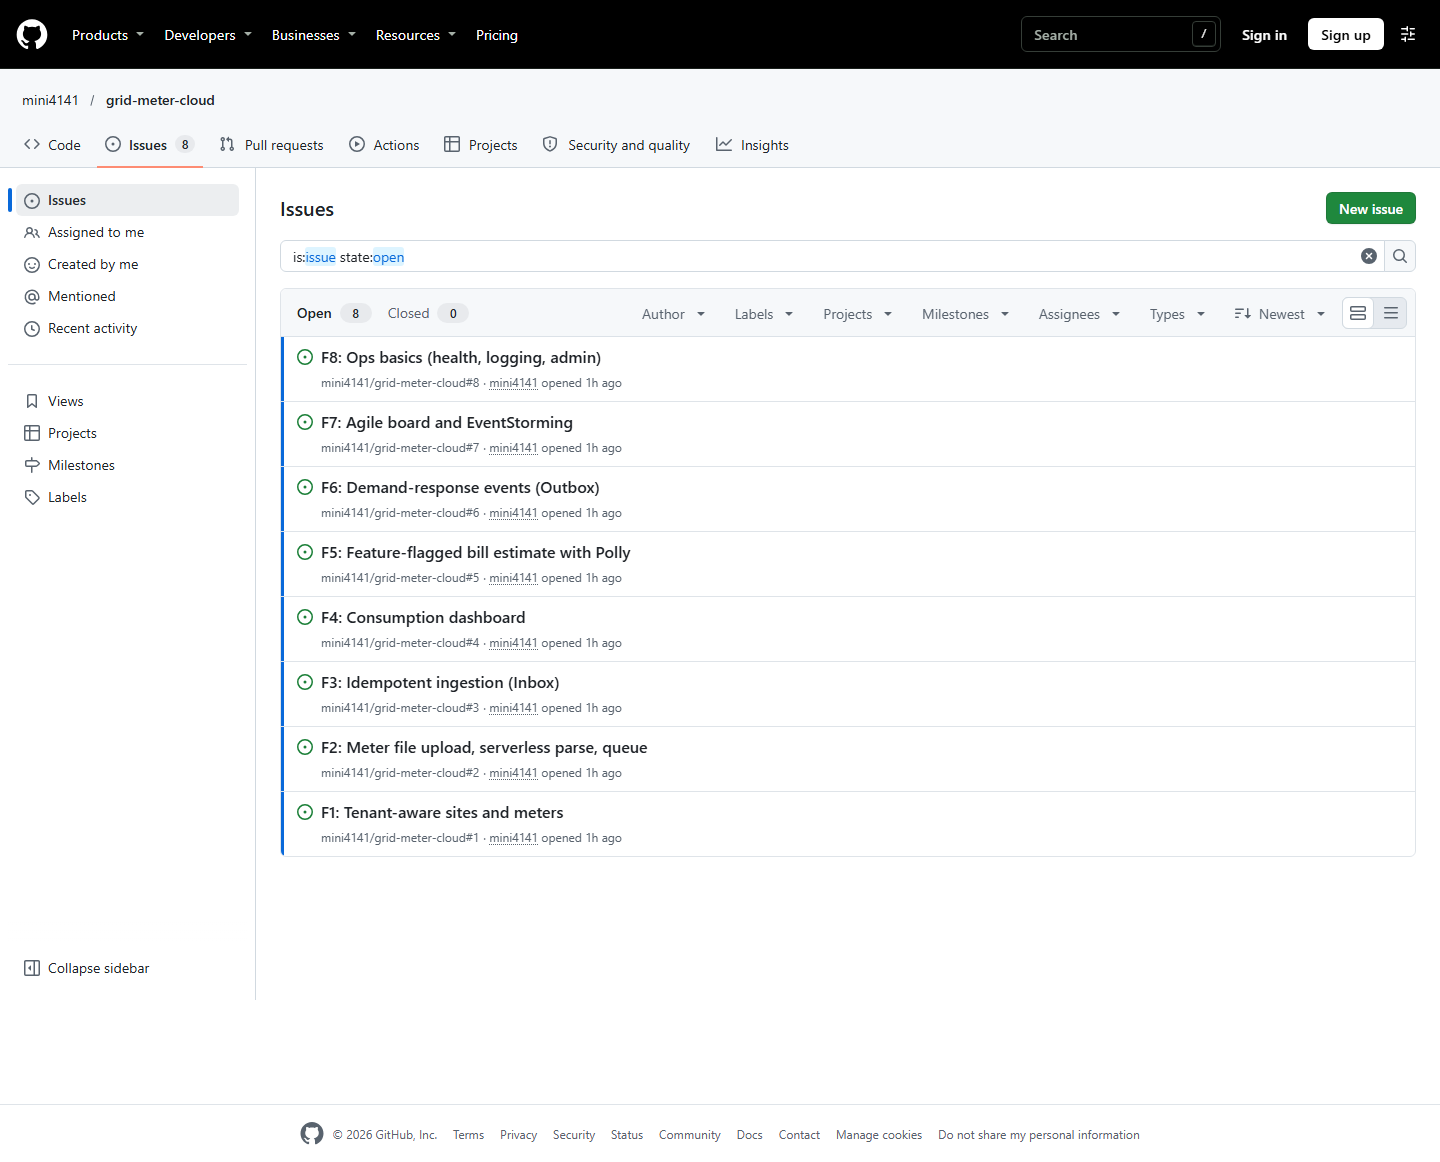 Products Developers Businesses Resources Pricing Search / Sign in Sign up
mini4141 / grid-meter-cloud
Code Issues 8 Pull requests Actions Projects Security and quality Insights
Issues
Assigned to me
Created by me
Mentioned
Recent activity
Views
Projects
Milestones
Labels
Collapse sidebar
Issues New issue
is:issue state:open
Open 8 Closed 0 Author Labels Projects Milestones Assignees Types Newest
F8: Ops basics (health, logging, admin)
mini4141/grid-meter-cloud#8 · mini4141 opened 1h ago
F7: Agile board and EventStorming
mini4141/grid-meter-cloud#7 · mini4141 opened 1h ago
F6: Demand-response events (Outbox)
mini4141/grid-meter-cloud#6 · mini4141 opened 1h ago
F5: Feature-flagged bill estimate with Polly
mini4141/grid-meter-cloud#5 · mini4141 opened 1h ago
F4: Consumption dashboard
mini4141/grid-meter-cloud#4 · mini4141 opened 1h ago
F3: Idempotent ingestion (Inbox)
mini4141/grid-meter-cloud#3 · mini4141 opened 1h ago
F2: Meter file upload, serverless parse, queue
mini4141/grid-meter-cloud#2 · mini4141 opened 1h ago
F1: Tenant-aware sites and meters
mini4141/grid-meter-cloud#1 · mini4141 opened 1h ago
© 2026 GitHub, Inc. Terms Privacy Security Status Community Docs Contact Manage cookies Do not share my personal information